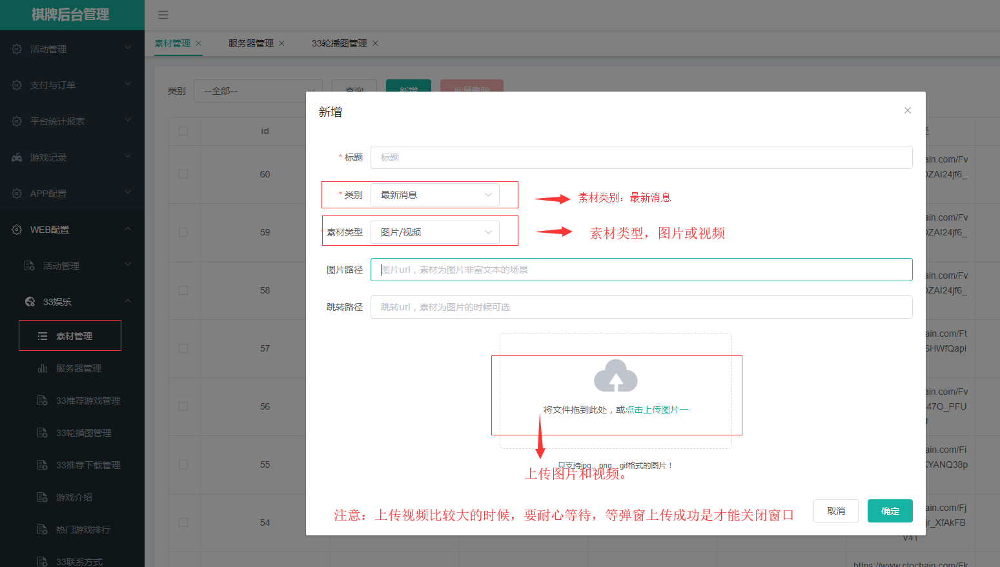 棋牌后台管理
活动管理
支付与订单
平台统计报表
游戏记录
APP配置
WEB配置
活动管理
33娱乐
素材管理
服务器管理
33推荐游戏管理
33轮播图管理
33推荐下载管理
游戏介绍
热门游戏排行
33联系方式
素材管理
服务器管理
33轮播图管理
类别
--全部--
查询
新增
批量删除
id
60
59
58
57
56
55
54
新增
* 标题
标题
* 类别
最新消息
素材类别：最新消息
* 素材类型
图片/视频
素材类型，图片或视频
图片路径
图片url，素材为图片非富文本的场景
跳转路径
跳转url，素材为图片的时候可选
将文件拖到此处，或点击上传图片一
只支持jpg、png、gif格式的图片！
上传图片和视频。
注意：上传视频比较大的时候，要耐心等待，等弹窗上传成功是才能关闭窗口
取消
确定
ain.com/Fv
ZAI24jf6_
ZAI24jf6_
ain.com/Fv
ZAI24jf6_
ain.com/Ft
6HWfQapi
ain.com/Fv
47O_PFU
ain.com/Fi
YANQ38p
ain.com/Fj
jr_XfAkFB
V41
https://www.ctochain.com/Fk